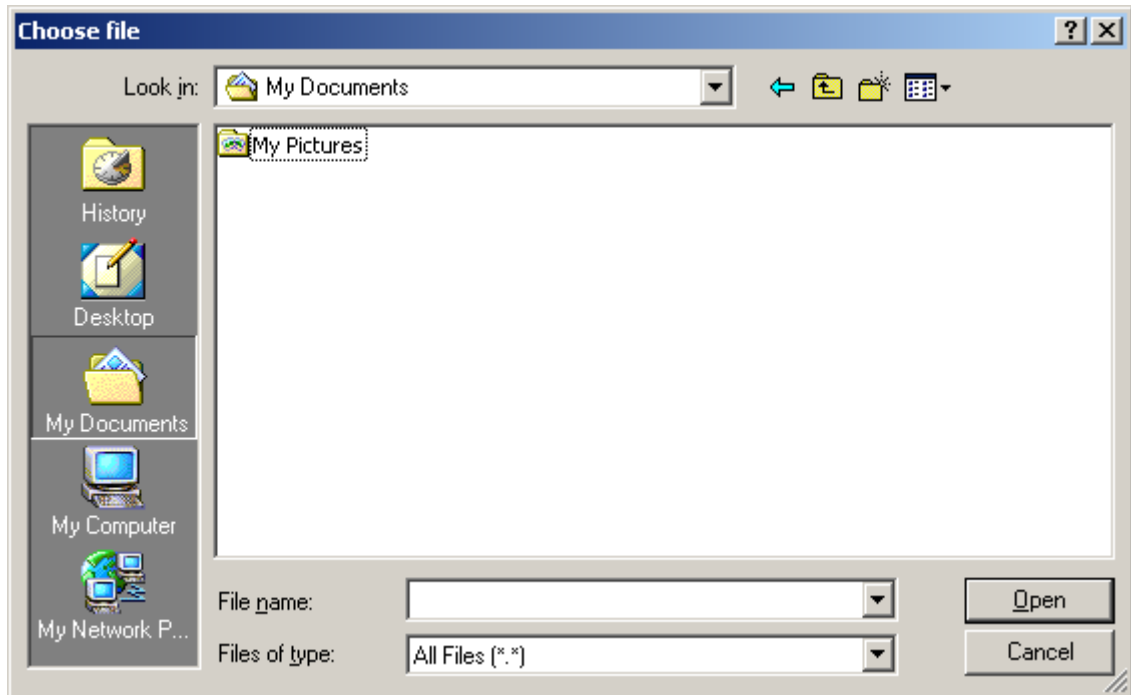 Choose file
Look in: My Documents
My Pictures
History
Desktop
My Documents
My Computer
My Network P...
File name:
Open
Files of type: All Files (*.*)
Cancel